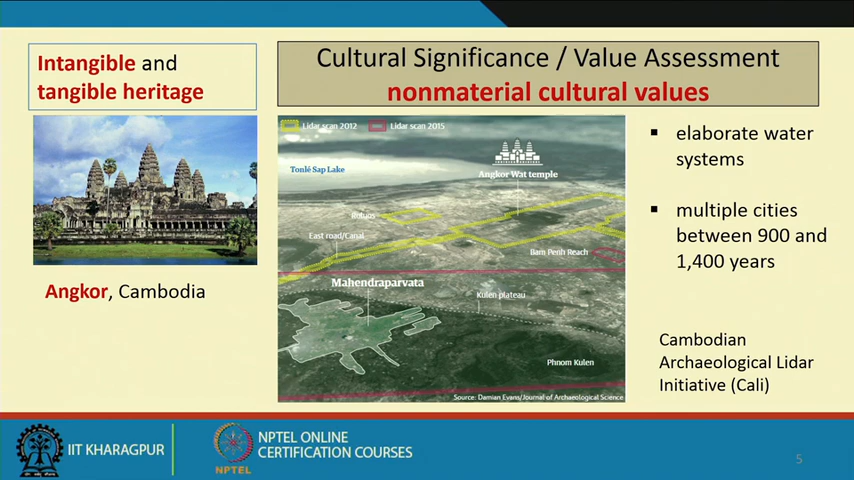 Intangible and
tangible heritage
Cultural Significance / Value Assessment
nonmaterial cultural values
Lidar scan 2012
Lidar scan 2015
Tonlé Sap Lake
Angkor Wat temple
Roluos
East road/Canal
Bam Penh Reach
Mahendraparvata
Kulen plateau
Phnom Kulen
Source: Damian Evans/Journal of Archaeological Science
Angkor, Cambodia
▪ elaborate water
systems
▪ multiple cities
between 900 and
1,400 years
Cambodian
Archaeological Lidar
Initiative (Cali)
IIT KHARAGPUR
NPTEL
NPTEL ONLINE
CERTIFICATION COURSES
5